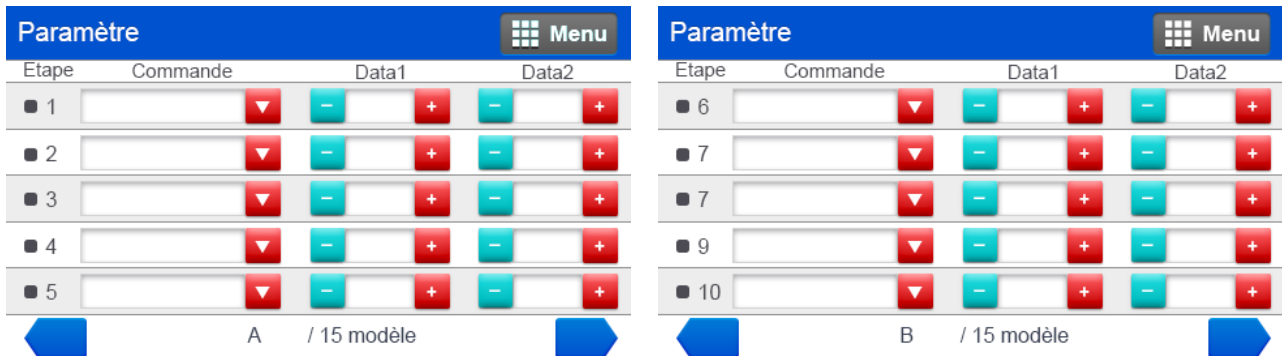 Paramètre Menu
Etape Commande Data1 Data2
1 - + - +
2 - + - +
3 - + - +
4 - + - +
5 - + - +
A / 15 modèle
Paramètre Menu
Etape Commande Data1 Data2
6 - + - +
7 - + - +
7 - + - +
9 - + - +
10 - + - +
B / 15 modèle